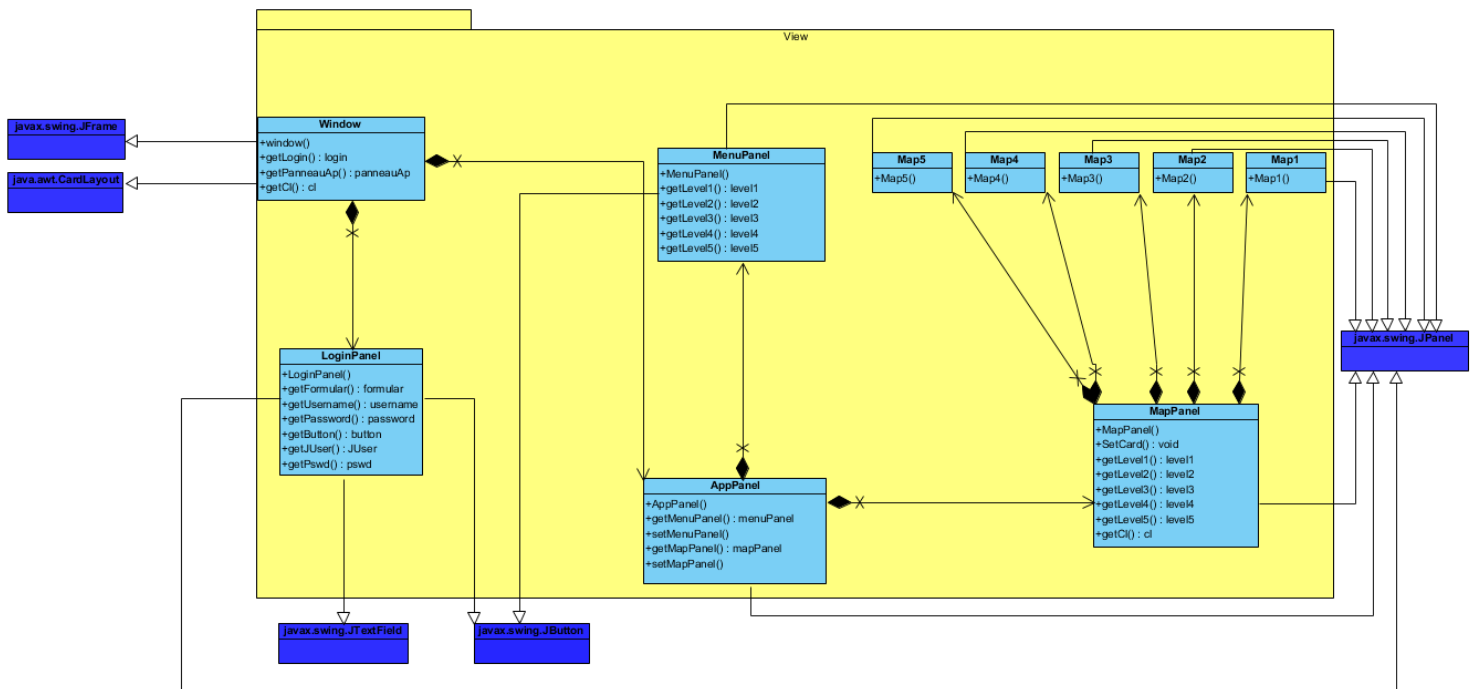 View
javax.swing.JFrame
java.awt.CardLayout
Window
+window()
+getLogin() : login
+getPanneauAp() : panneauAp
+getCl() : cl
MenuPanel
+MenuPanel()
+getLevel1() : level1
+getLevel2() : level2
+getLevel3() : level3
+getLevel4() : level4
+getLevel5() : level5
Map5
+Map5()
Map4
+Map4()
Map3
+Map3()
Map2
+Map2()
Map1
+Map1()
javax.swing.JPanel
LoginPanel
+LoginPanel()
+getFormular() : formular
+getUsername() : username
+getPassword() : password
+getButton() : button
+getJUser() : JUser
+getPswd() : pswd
AppPanel
+AppPanel()
+getMenuPanel() : menuPanel
+setMenuPanel()
+getMapPanel() : mapPanel
+setMapPanel()
MapPanel
+MapPanel()
+SetCard() : void
+getLevel1() : level1
+getLevel2() : level2
+getLevel3() : level3
+getLevel4() : level4
+getLevel5() : level5
+getCl() : cl
javax.swing.JTextField
javax.swing.JButton